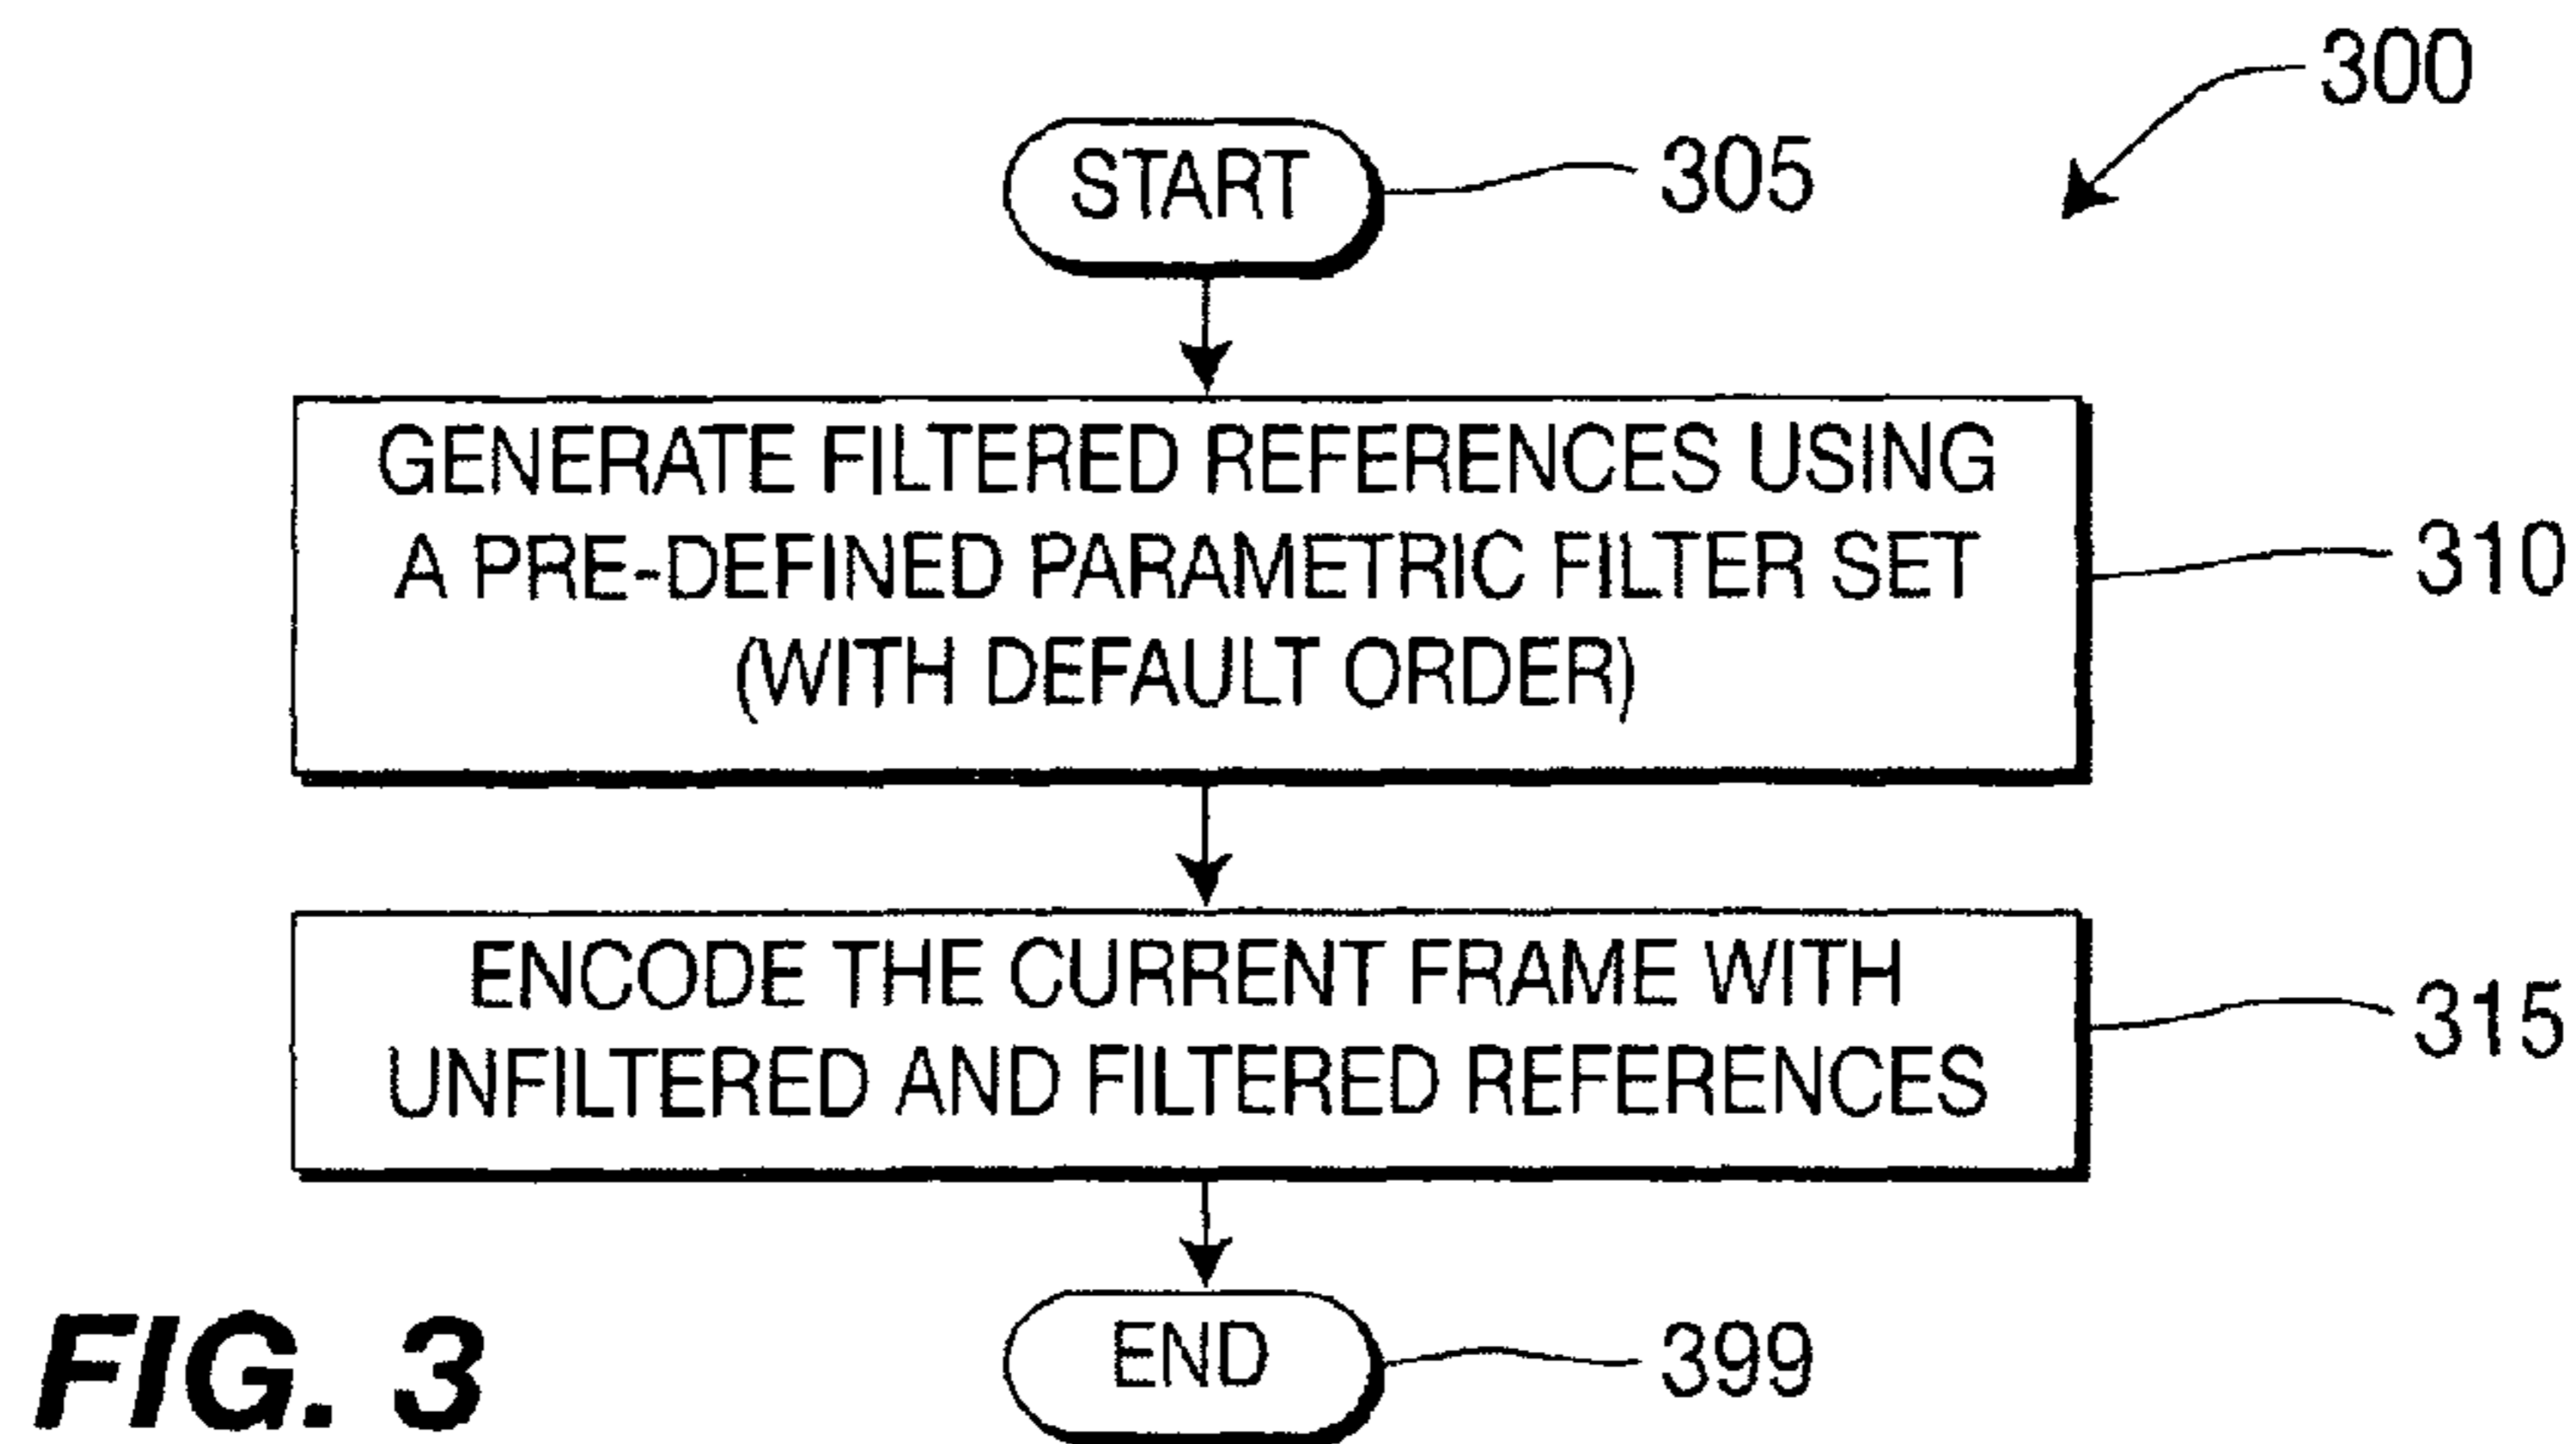 300
START
305
GENERATE FILTERED REFERENCES USING
A PRE-DEFINED PARAMETRIC FILTER SET
(WITH DEFAULT ORDER)
310
ENCODE THE CURRENT FRAME WITH
UNFILTERED AND FILTERED REFERENCES
315
END
399
FIG. 3